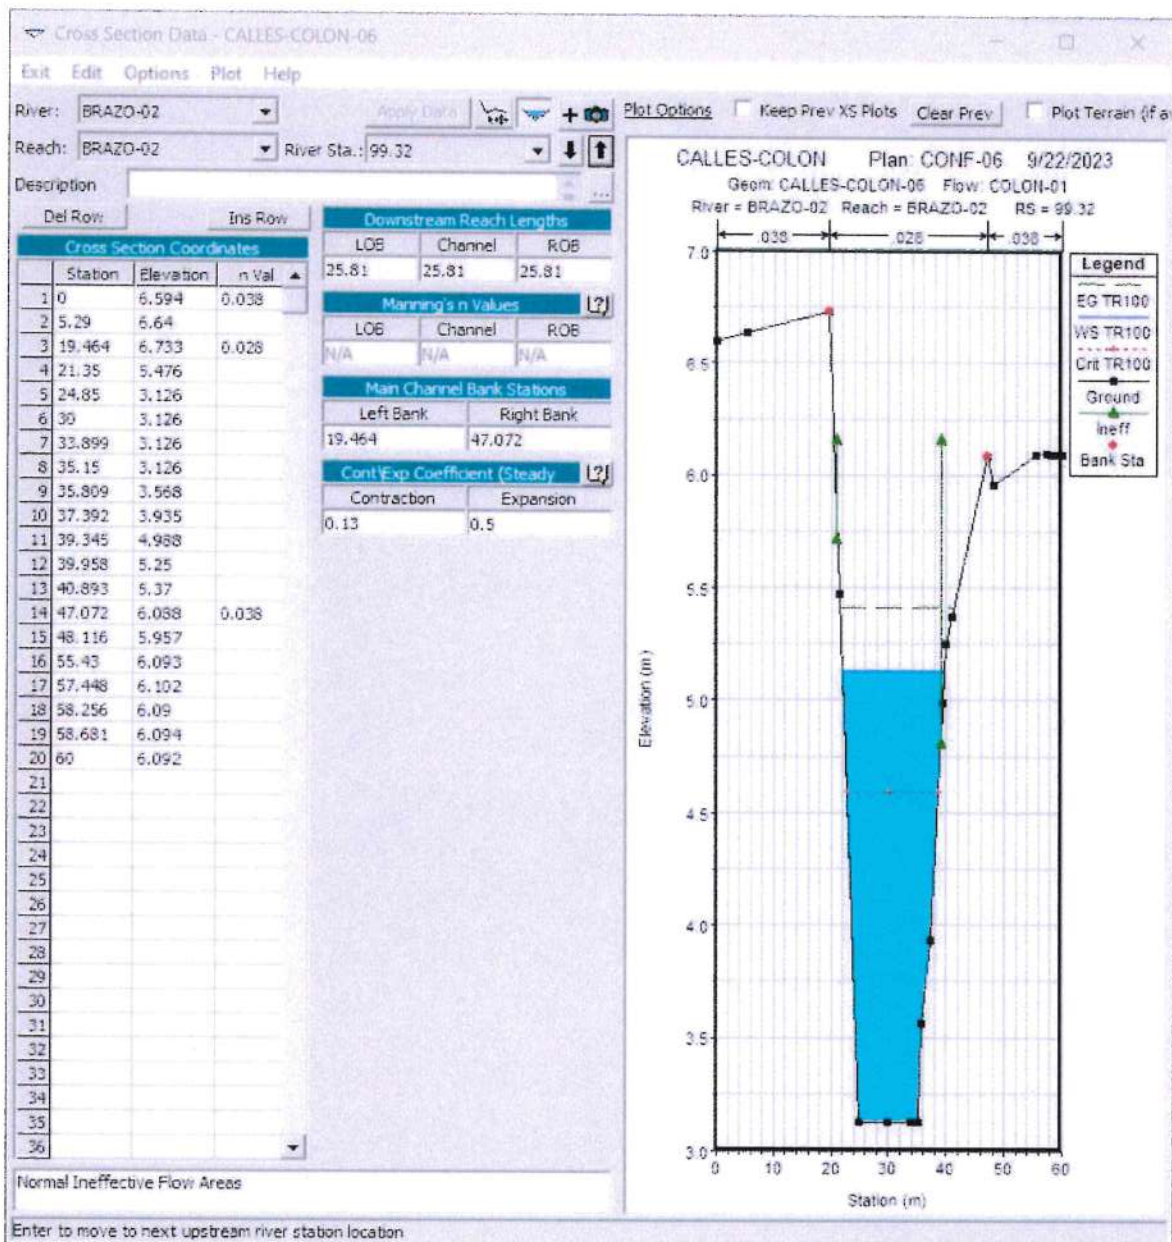 Cross Section Data - CALLES-COLON-06
Exit Edit Options Plot Help
River: BRAZO-02 Apply Data Plot Options Keep Prev XS Plots Clear Prev Plot Terrain (if a
Reach: BRAZO-02 River Sta.: 99.32
Description ...
Del Row Ins Row
Cross Section Coordinates
Station Elevation n Val
1 0 6.594 0.038
2 5.29 6.64
3 19.464 6.733 0.028
4 21.35 5.476
5 24.85 3.126
6 30 3.126
7 33.899 3.126
8 35.15 3.126
9 35.809 3.568
10 37.392 3.935
11 39.345 4.988
12 39.958 5.25
13 40.893 5.37
14 47.072 6.088 0.038
15 48.116 5.957
16 55.43 6.093
17 57.448 6.102
18 58.256 6.09
19 58.681 6.094
20 60 6.092
21
22
23
24
25
26
27
28
29
30
31
32
33
34
35
36
Downstream Reach Lengths
LOB Channel ROB
25.81 25.81 25.81
Manning's n Values
LOB Channel ROB
N/A N/A N/A
Main Channel Bank Stations
Left Bank Right Bank
19.464 47.072
Cont\Exp Coefficient (Steady
Contraction Expansion
0.13 0.5
CALLES-COLON Plan: CONF-06 9/22/2023
Geom: CALLES-COLON-06 Flow: COLON-01
River = BRAZO-02 Reach = BRAZO-02 RS = 99.32
.038 .028 .038
7.0
6.5
6.0
5.5
5.0
4.5
4.0
3.5
3.0
Elevation (m)
0 10 20 30 40 50 60
Station (m)
Legend
EG TR100
WS TR100
Crit TR100
Ground
Ineff
Bank Sta
Normal Ineffective Flow Areas
Enter to move to next upstream river station location